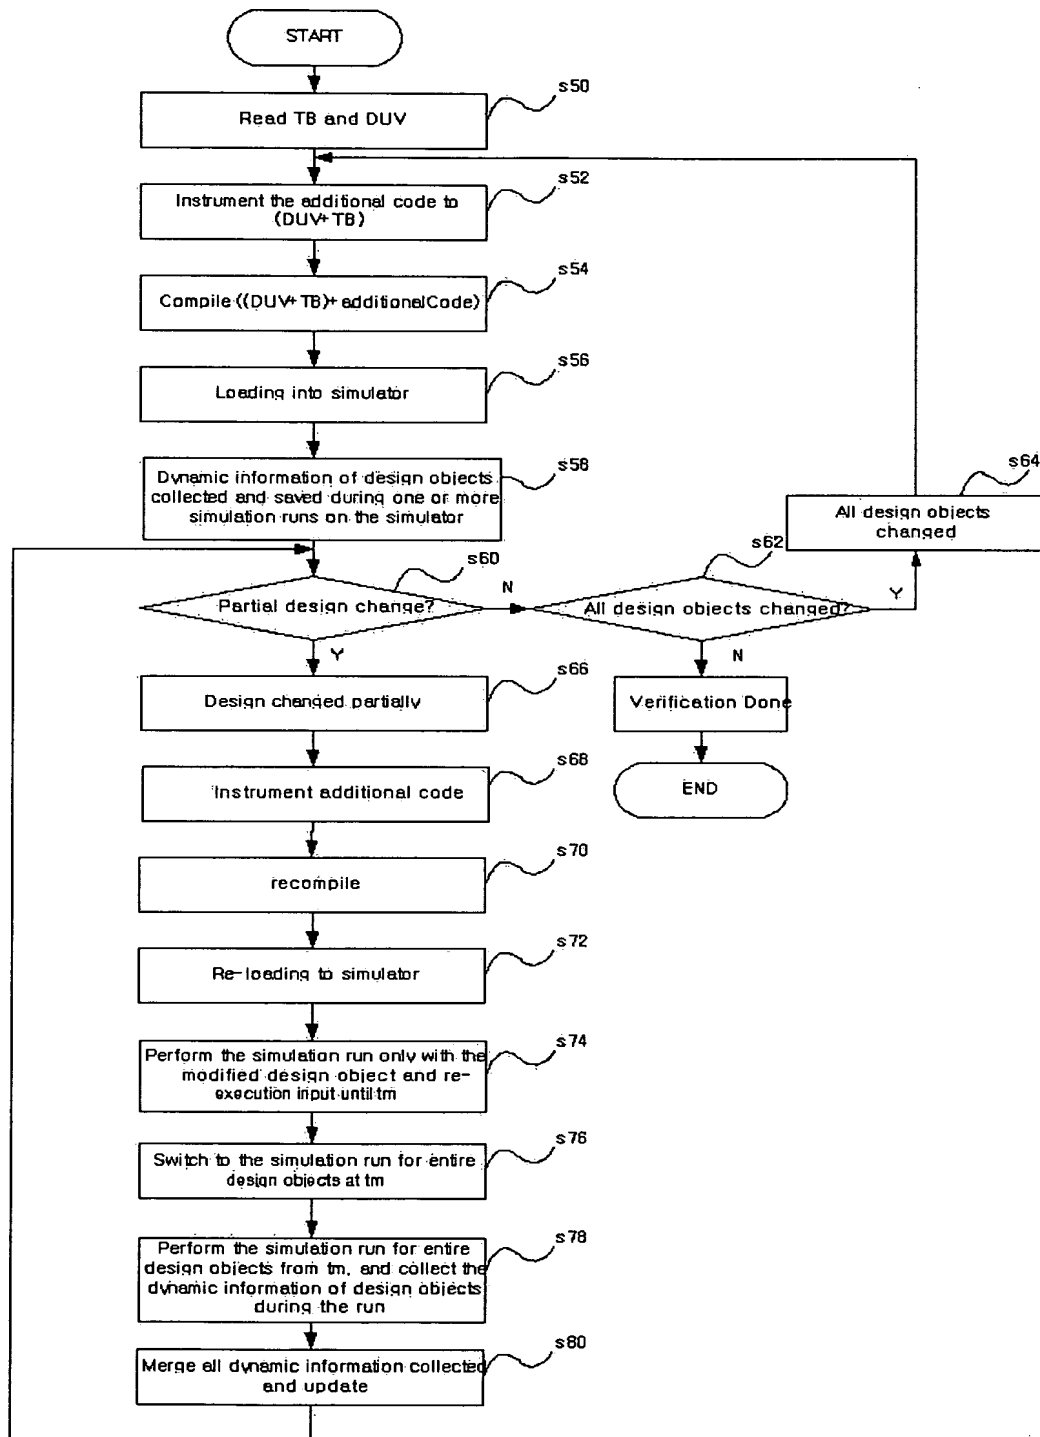 START
s50
Read TB and DUV
s52
Instrument the additional code to
(DUV+TB)
s54
Compile ((DUV+TB)+additionalCode)
s56
Loading into simulator
s58
Dynamic information of design objects
collected and saved during one or more
simulation runs on the simulator
s64
All design objects
changed
s60
Partial design change?
N
s62
All design objects changed?
Y
Y
N
s66
Design changed partially
Verification Done
s68
Instrument additional code
END
s70
recompile
s72
Re-loading to simulator
s74
Perform the simulation run only with the
modified design object and re-
execution input until tm
s76
Switch to the simulation run for entire
design objects at tm
s78
Perform the simulation run for entire
design objects from tm, and collect the
dynamic information of design objects
during the run
s80
Merge all dynamic information collected
and update